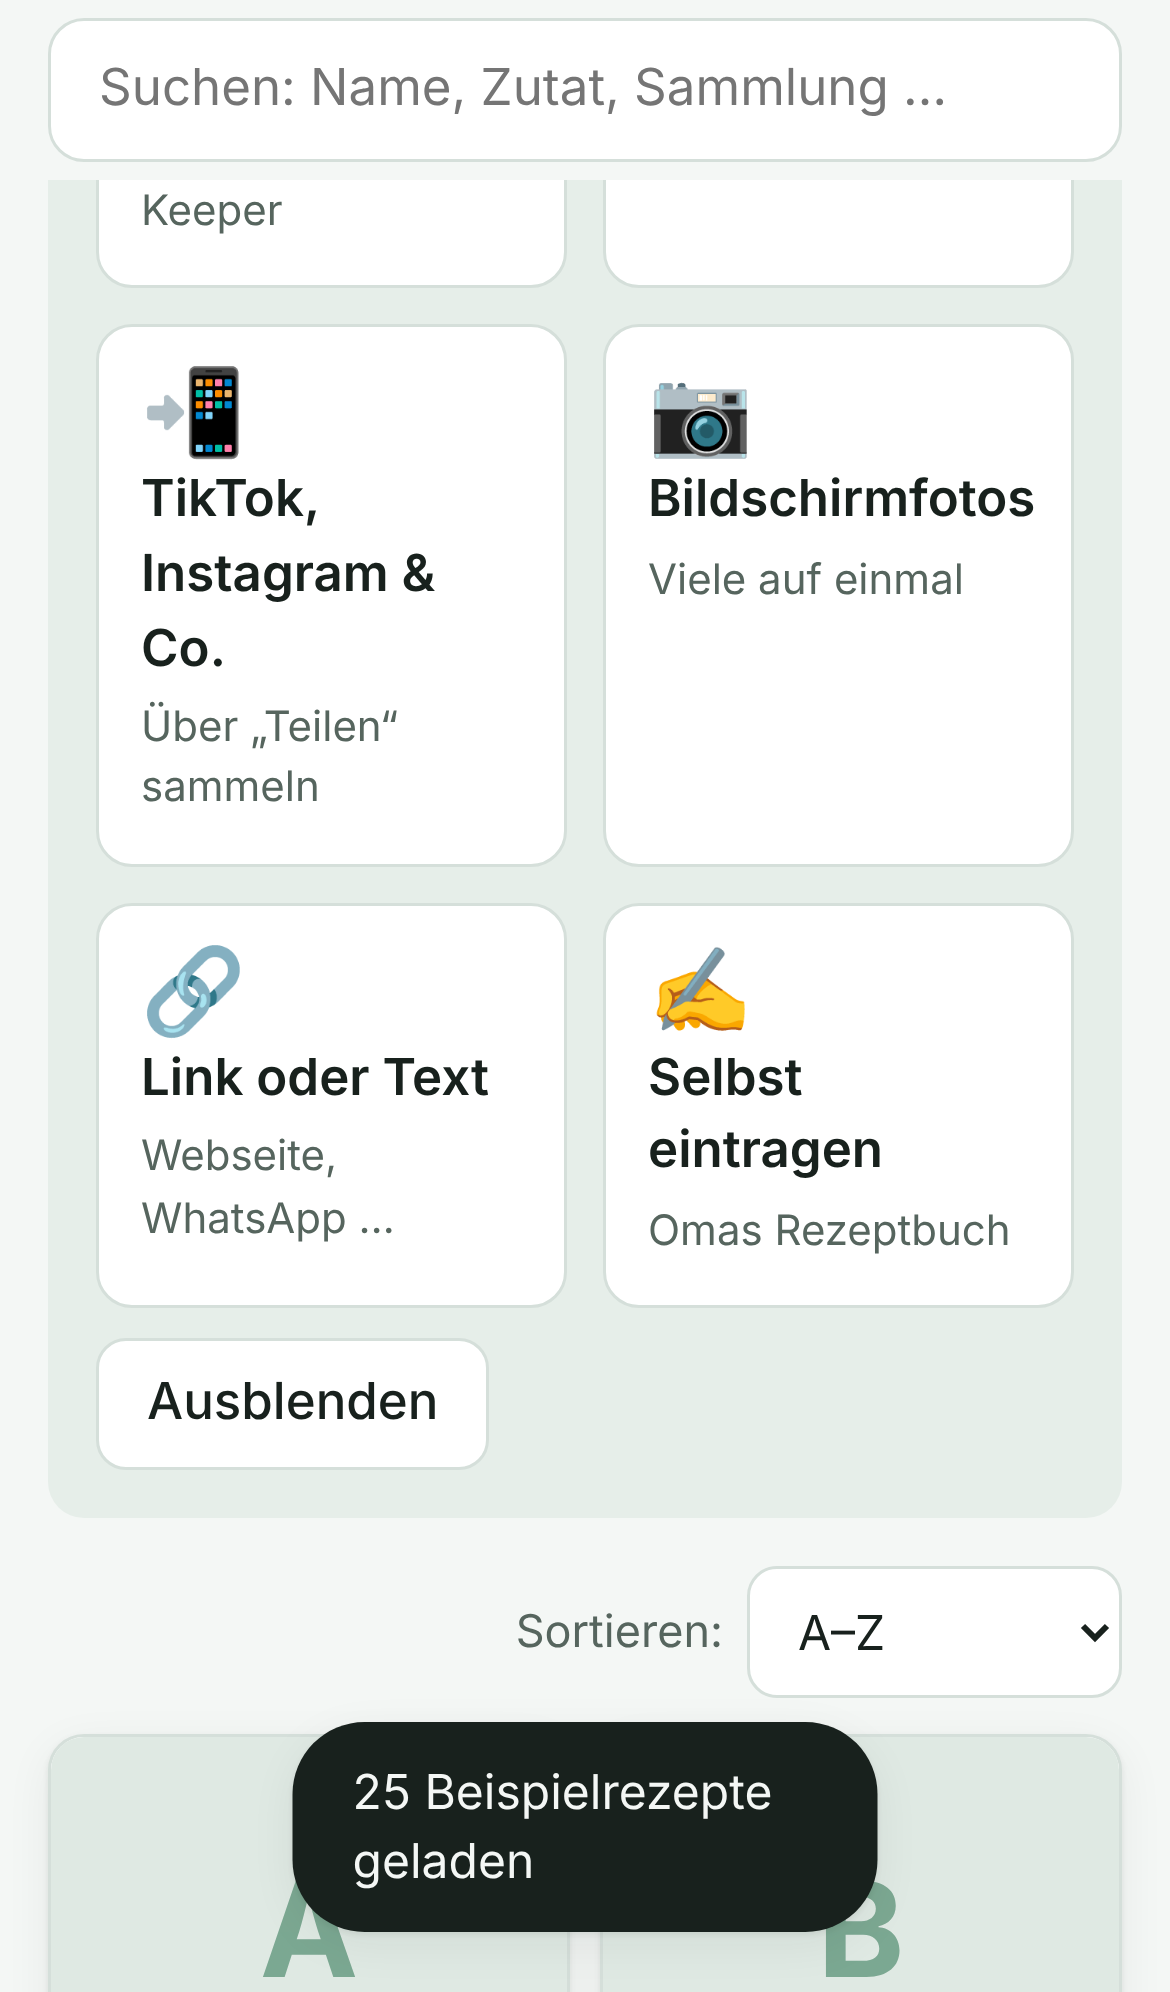 Suchen: Name, Zutat, Sammlung ...
Keeper
TikTok,
Instagram &
Co.
Über „Teilen“
sammeln
Bildschirmfotos
Viele auf einmal
Link oder Text
Webseite,
WhatsApp ...
Selbst
eintragen
Omas Rezeptbuch
Ausblenden
Sortieren:
A–Z
25 Beispielrezepte
geladen
A
B